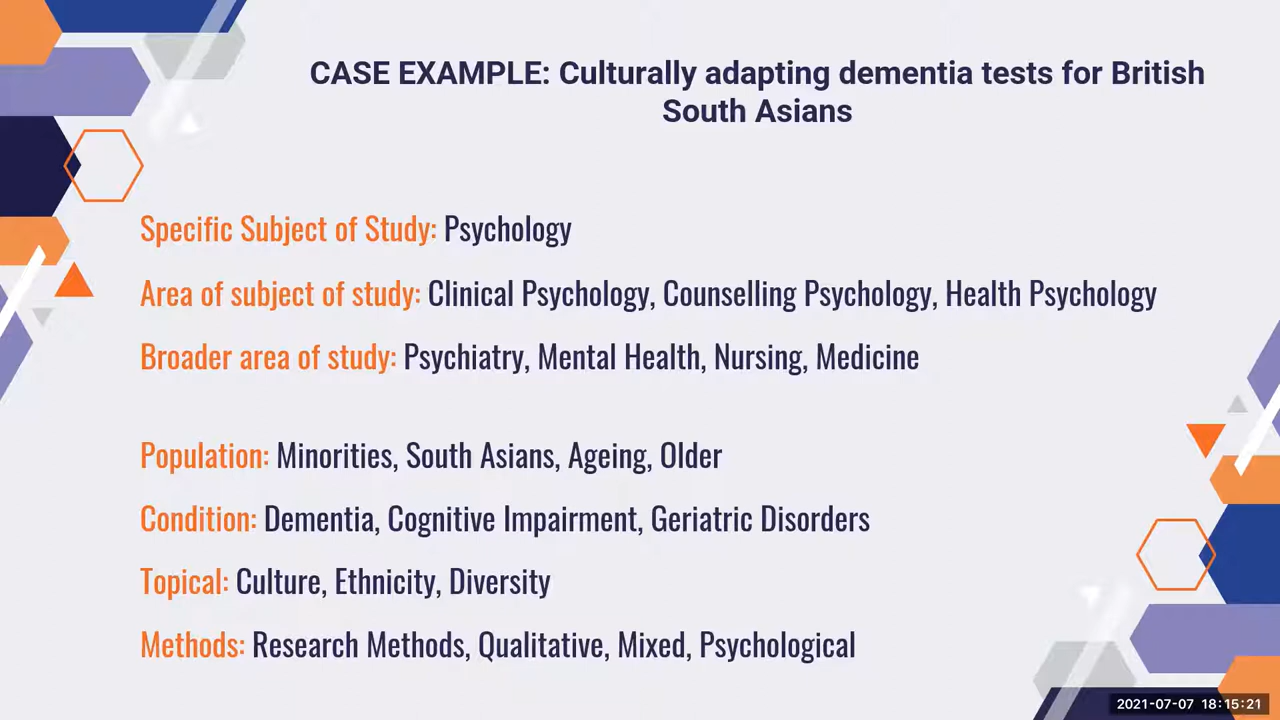 CASE EXAMPLE: Culturally adapting dementia tests for British
South Asians
Specific Subject of Study: Psychology
Area of subject of study: Clinical Psychology, Counselling Psychology, Health Psychology
Broader area of study: Psychiatry, Mental Health, Nursing, Medicine
Population: Minorities, South Asians, Ageing, Older
Condition: Dementia, Cognitive Impairment, Geriatric Disorders
Topical: Culture, Ethnicity, Diversity
Methods: Research Methods, Qualitative, Mixed, Psychological
2021-07-07 18:15:21